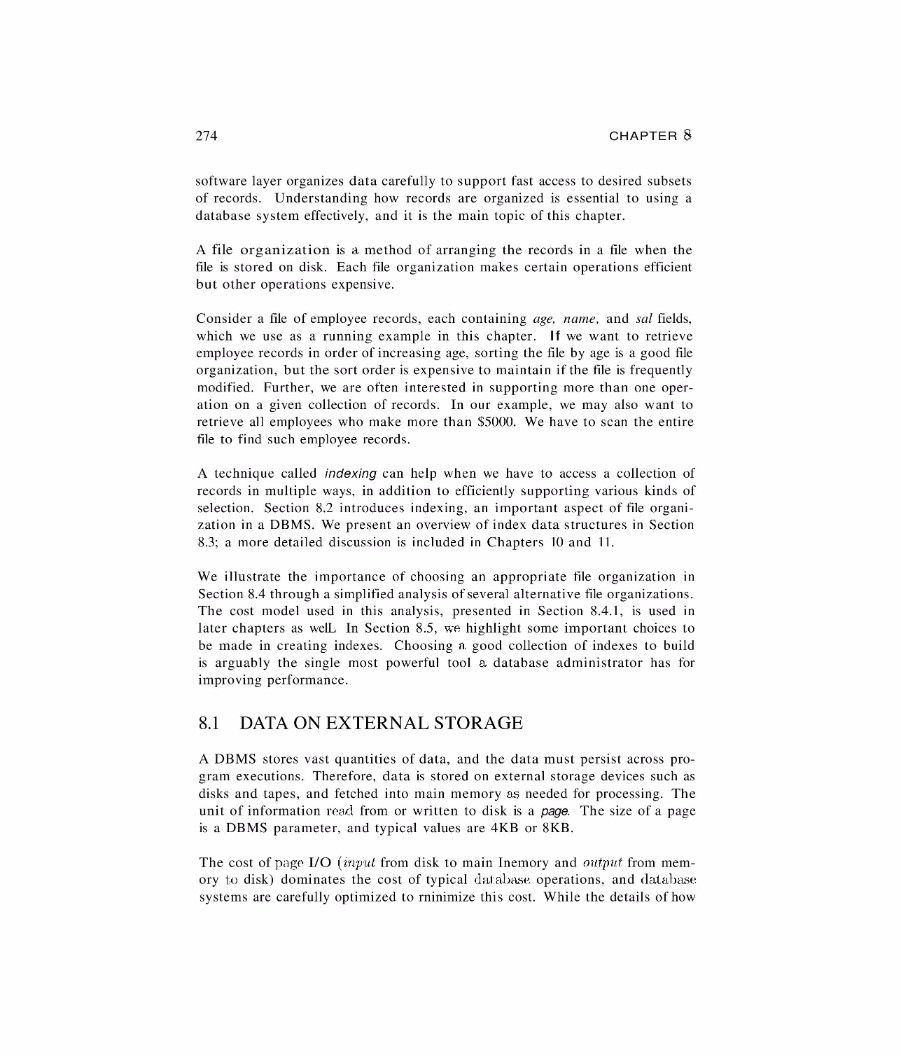 274 CHAPTER 8
software layer organizes data carefully to support fast access to desired subsets
of records. Understanding how records are organized is essential to using a
database system effectively, and it is the main topic of this chapter.
A file organization is a method of arranging the records in a file when the
file is stored on disk. Each file organization makes certain operations efficient
but other operations expensive.
Consider a file of employee records, each containing age, name, and sal fields,
which we use as a running example in this chapter. If we want to retrieve
employee records in order of increasing age, sorting the file by age is a good file
organization, but the sort order is expensive to maintain if the file is frequently
modified. Further, we are often interested in supporting more than one oper-
ation on a given collection of records. In our example, we may also want to
retrieve all employees who make more than $5000. We have to scan the entire
file to find such employee records.
A technique called indexing can help when we have to access a collection of
records in multiple ways, in addition to efficiently supporting various kinds of
selection. Section 8.2 introduces indexing, an important aspect of file organi-
zation in a DBMS. We present an overview of index data structures in Section
8.3; a more detailed discussion is included in Chapters 10 and 11.
We illustrate the importance of choosing an appropriate file organization in
Section 8.4 through a simplified analysis of several alternative file organizations.
The cost model used in this analysis, presented in Section 8.4.1, is used in
later chapters as welL In Section 8.5, we highlight some important choices to
be made in creating indexes. Choosing a good collection of indexes to build
is arguably the single most powerful tool a database administrator has for
improving performance.
8.1 DATA ON EXTERNAL STORAGE
A DBMS stores vast quantities of data, and the data must persist across pro-
gram executions. Therefore, data is stored on external storage devices such as
disks and tapes, and fetched into main memory as needed for processing. The
unit of information read from or written to disk is a page. The size of a page
is a DBMS parameter, and typical values are 4KB or 8KB.
The cost of page I/O (input from disk to main Inemory and output from mem-
ory to disk) dominates the cost of typical database operations, and database
systems are carefully optimized to rninimize this cost. While the details of how